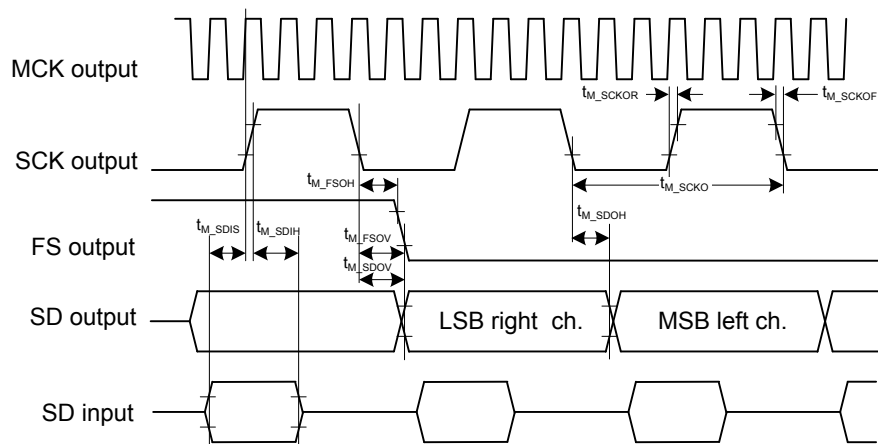 MCK output
t_M_SCKOR
t_M_SCKOF
SCK output
t_M_FSOH
t_M_SCKO
t_M_SDIS
t_M_SDIH
t_M_SDOH
FS output
t_M_FSOV
t_M_SDOV
SD output
LSB right ch.
MSB left ch.
SD input